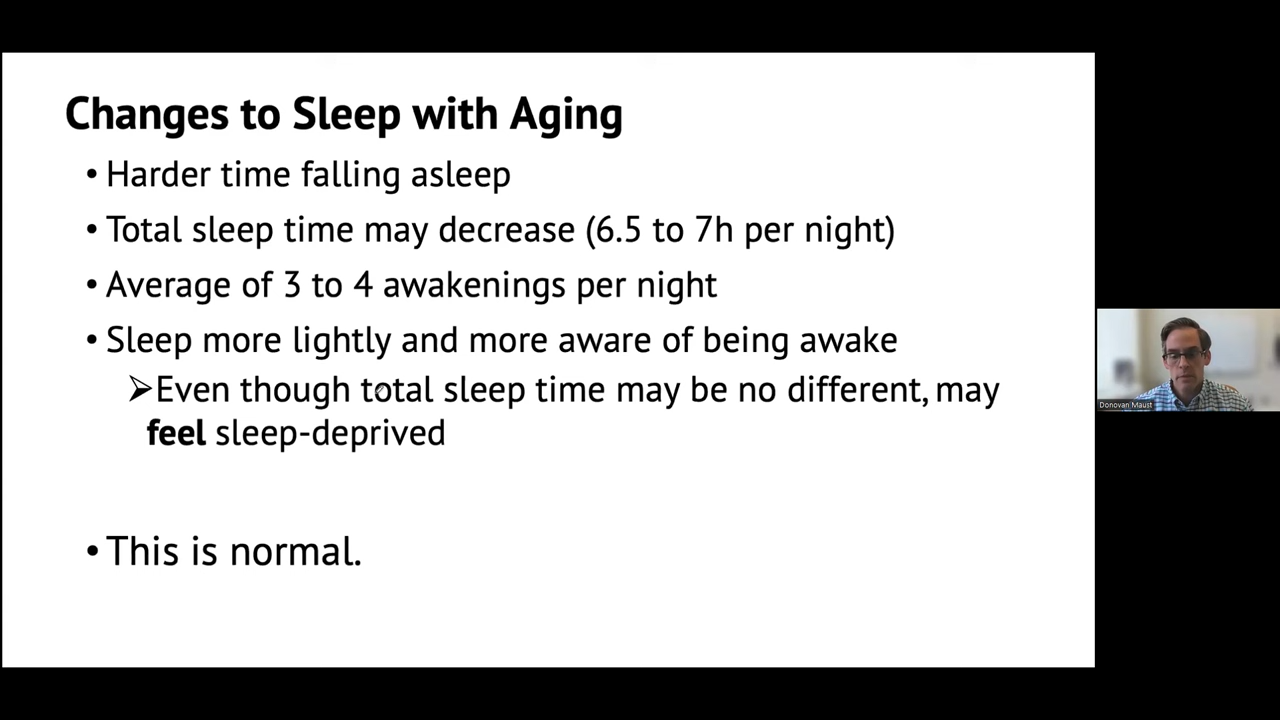 Changes to Sleep with Aging
• Harder time falling asleep
• Total sleep time may decrease (6.5 to 7h per night)
• Average of 3 to 4 awakenings per night
• Sleep more lightly and more aware of being awake
➢Even though total sleep time may be no different, may
feel sleep-deprived
• This is normal.
Donovan Maust